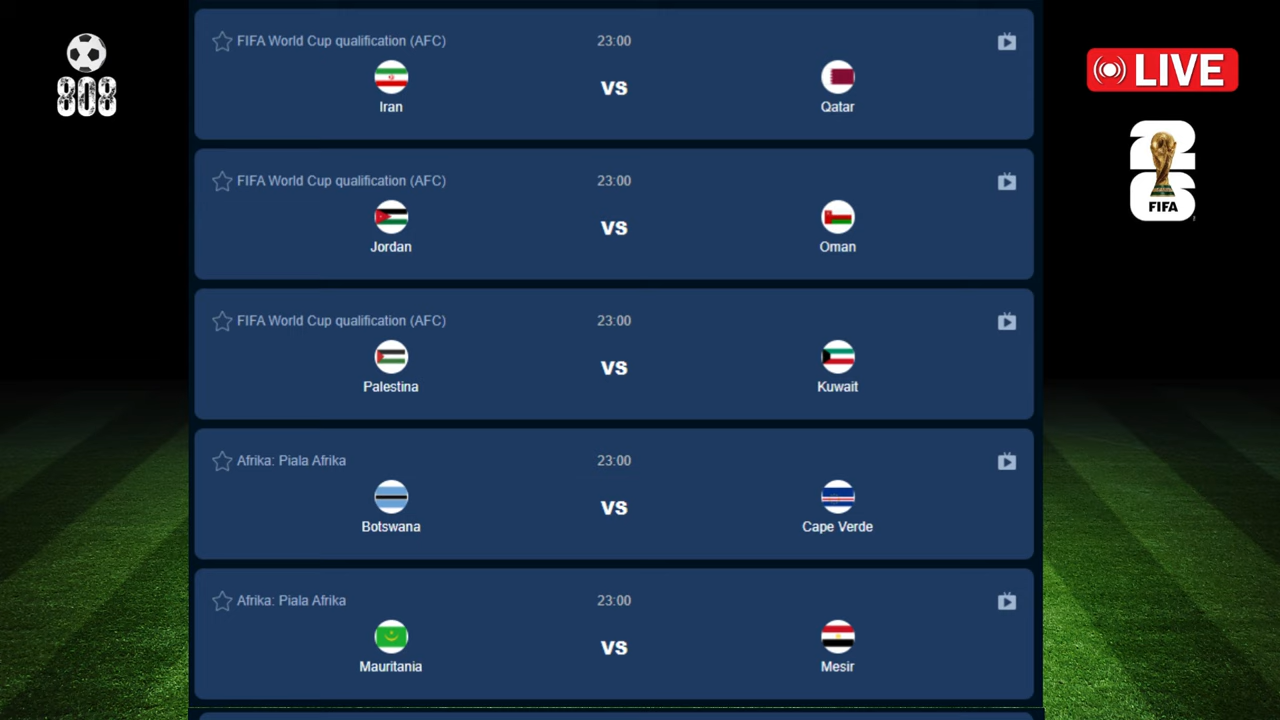 808
LIVE
26
FIFA
FIFA World Cup qualification (AFC)
23:00
Iran
VS
Qatar
FIFA World Cup qualification (AFC)
23:00
Jordan
VS
Oman
FIFA World Cup qualification (AFC)
23:00
Palestina
VS
Kuwait
Afrika: Piala Afrika
23:00
Botswana
VS
Cape Verde
Afrika: Piala Afrika
23:00
Mauritania
VS
Mesir